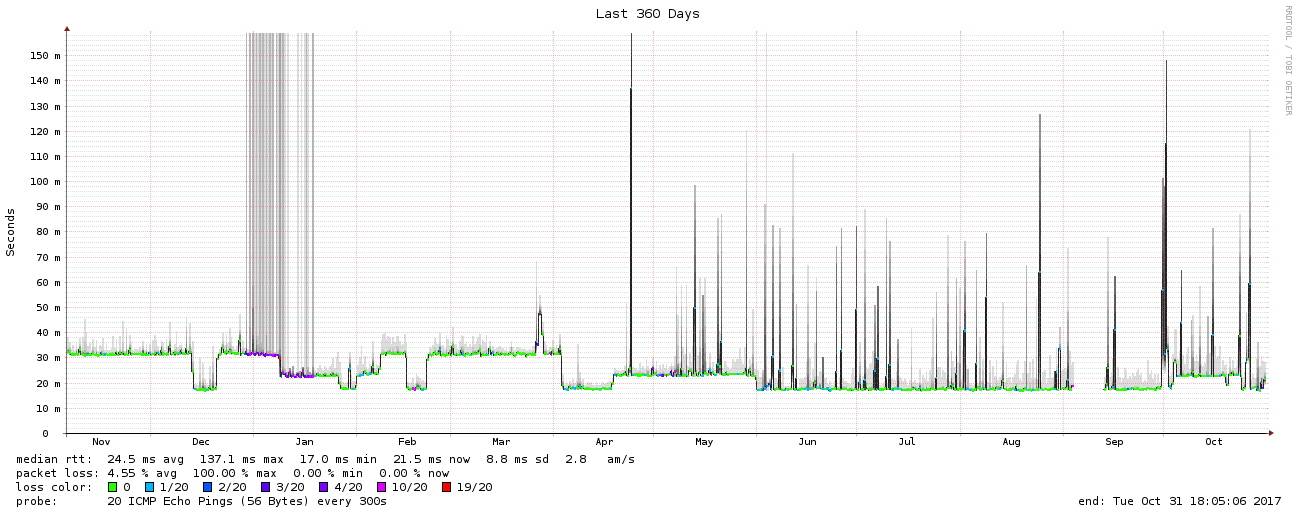 Last 360 Days
RRDTOOL / TOBI OETIKER
Seconds
150 m
140 m
130 m
120 m
110 m
100 m
90 m
80 m
70 m
60 m
50 m
40 m
30 m
20 m
10 m
0
Nov Dec Jan Feb Mar Apr May Jun Jul Aug Sep Oct
median rtt: 24.5 ms avg 137.1 ms max 17.0 ms min 21.5 ms now 8.8 ms sd 2.8 am/s
packet loss: 4.55 % avg 100.00 % max 0.00 % min 0.00 % now
loss color: 0 1/20 2/20 3/20 4/20 10/20 19/20
probe: 20 ICMP Echo Pings (56 Bytes) every 300s end: Tue Oct 31 18:05:06 2017